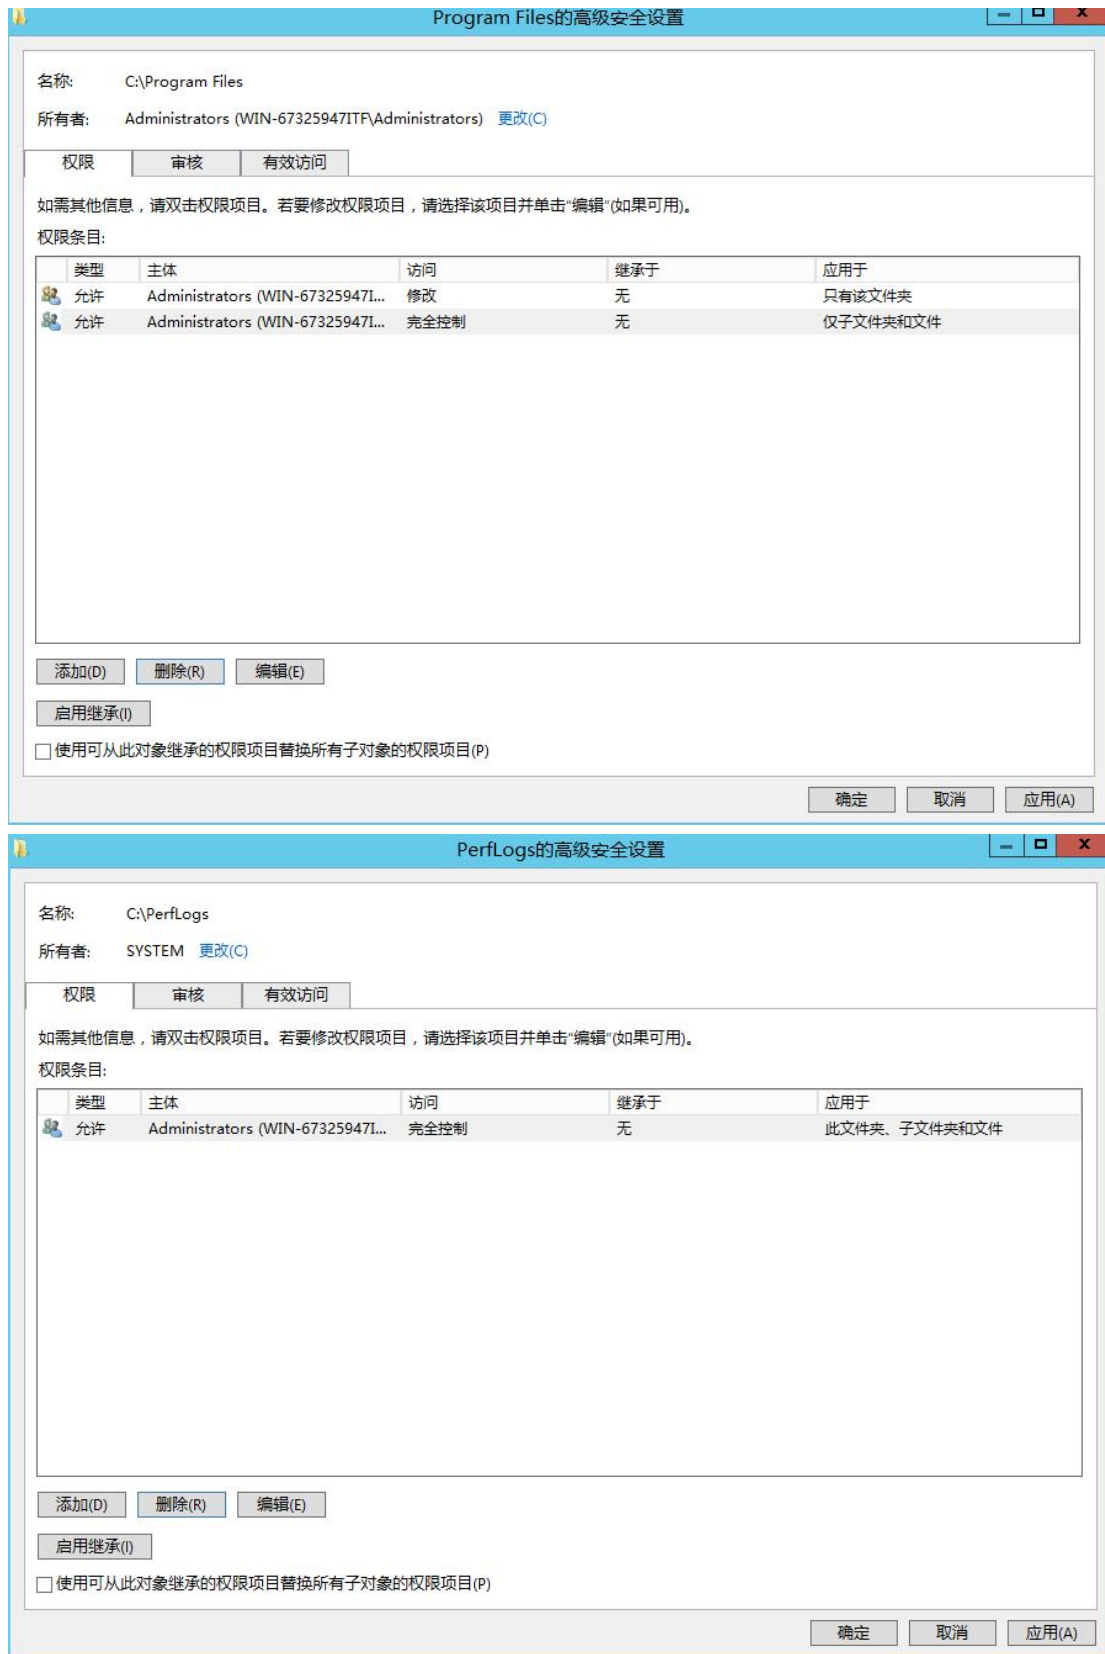 Program Files的高级安全设置
名称: C:\Program Files
所有者: Administrators (WIN-67325947ITF\Administrators) 更改(C)
权限 审核 有效访问
如需其他信息，请双击权限项目。若要修改权限项目，请选择该项目并单击"编辑"(如果可用)。
权限条目:
类型 主体 访问 继承于 应用于
允许 Administrators (WIN-67325947I... 修改 无 只有该文件夹
允许 Administrators (WIN-67325947I... 完全控制 无 仅子文件夹和文件
添加(D) 删除(R) 编辑(E)
启用继承(I)
使用可从此对象继承的权限项目替换所有子对象的权限项目(P)
确定 取消 应用(A)
PerfLogs的高级安全设置
名称: C:\PerfLogs
所有者: SYSTEM 更改(C)
权限 审核 有效访问
如需其他信息，请双击权限项目。若要修改权限项目，请选择该项目并单击"编辑"(如果可用)。
权限条目:
类型 主体 访问 继承于 应用于
允许 Administrators (WIN-67325947I... 完全控制 无 此文件夹、子文件夹和文件
添加(D) 删除(R) 编辑(E)
启用继承(I)
使用可从此对象继承的权限项目替换所有子对象的权限项目(P)
确定 取消 应用(A)